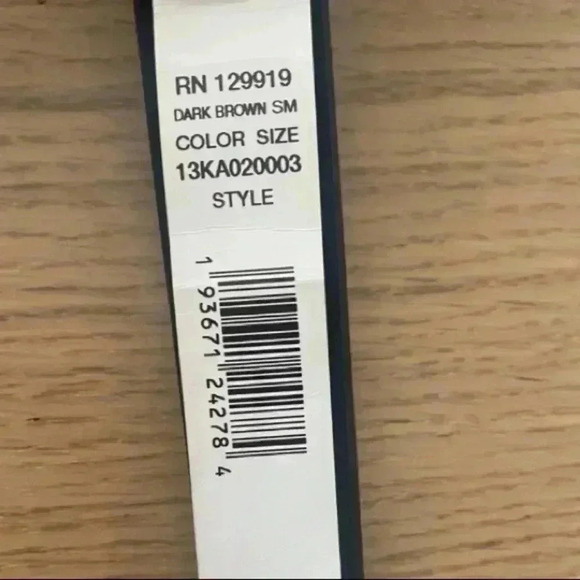 RN 129919
DARK BROWN SM
COLOR SIZE
13KA020003
STYLE
1 93671 24278 4